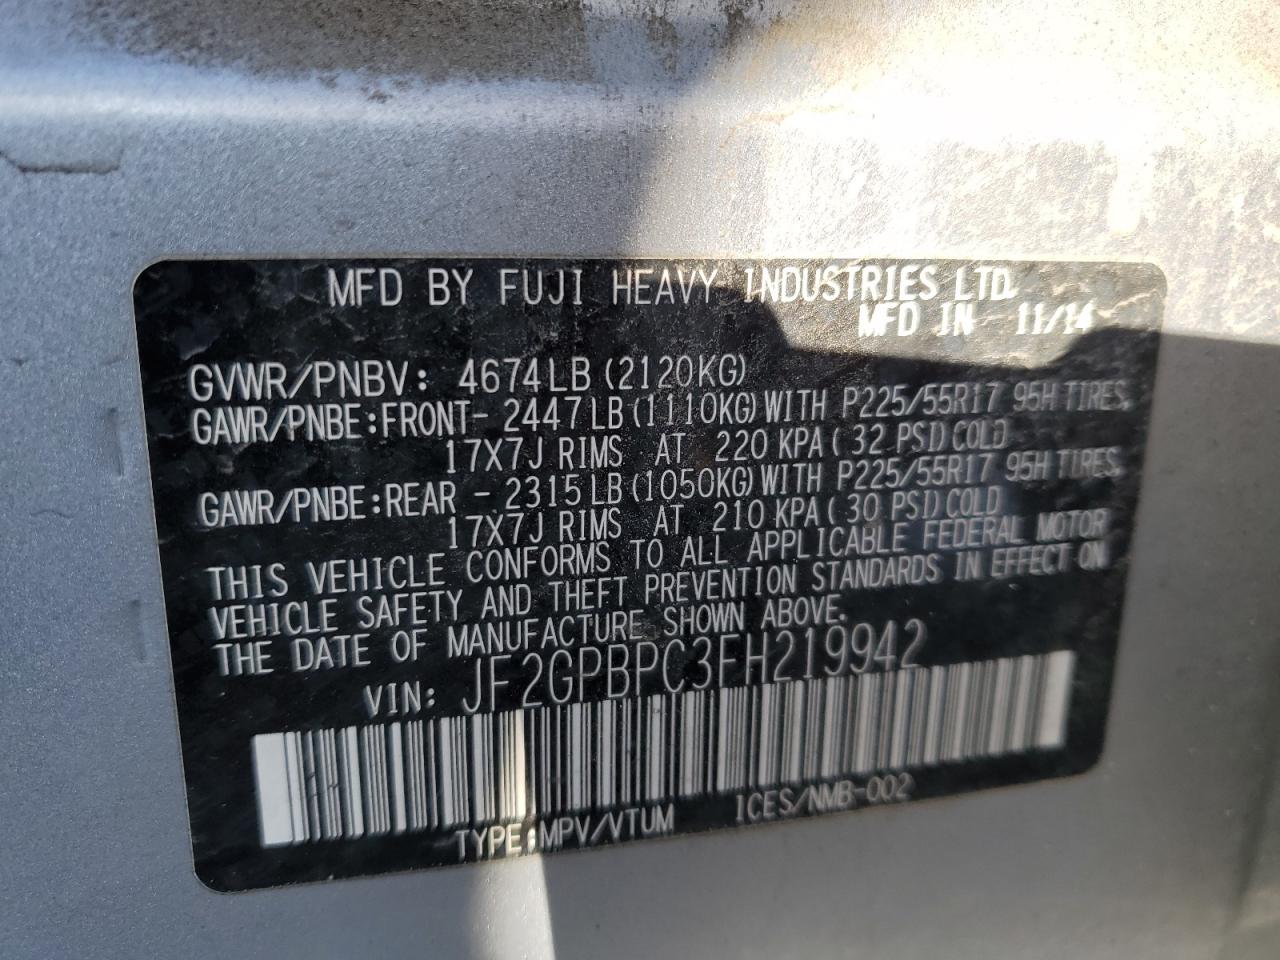 MFD BY FUJI HEAVY INDUSTRIES LTD.
MFD IN 11/14
GVWR/PNBV: 4674LB (2120KG)
GAWR/PNBE:FRONT- 2447LB (1110KG) WITH P225/55R17 95H TIRES,
17X7J RIMS AT 220 KPA ( 32 PSI) COLD
GAWR/PNBE:REAR - 2315LB (1050KG) WITH P225/55R17 95H TIRES,
17X7J RIMS AT 210 KPA ( 30 PSI) COLD
THIS VEHICLE CONFORMS TO ALL APPLICABLE FEDERAL MOTOR
VEHICLE SAFETY AND THEFT PREVENTION STANDARDS IN EFFECT ON
THE DATE OF MANUFACTURE SHOWN ABOVE.
VIN: JF2GPBPC3FH219942
TYPE:MPV/VTUM ICES/NMB-002